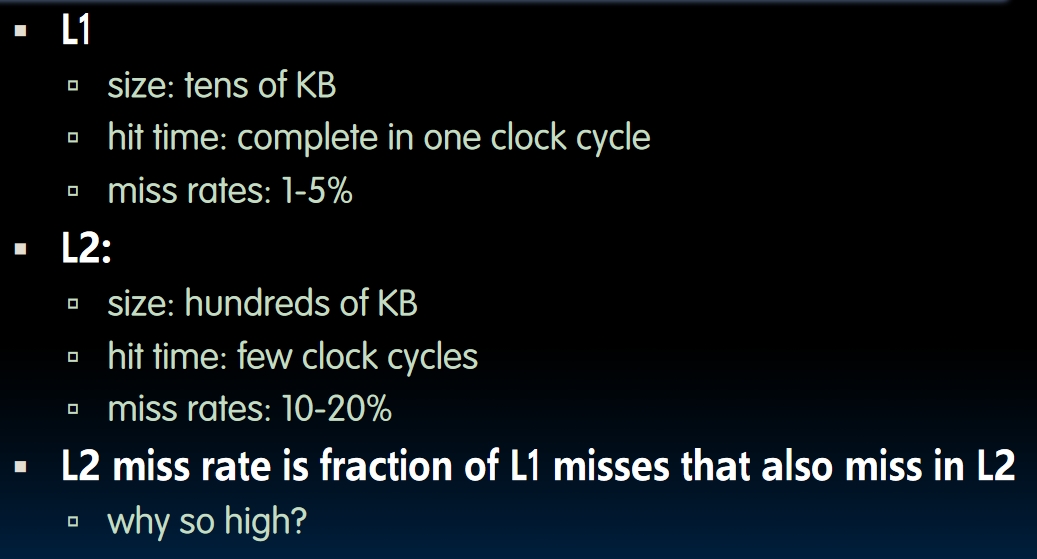 L1
size: tens of KB
hit time: complete in one clock cycle
miss rates: 1-5%
L2:
size: hundreds of KB
hit time: few clock cycles
miss rates: 10-20%
L2 miss rate is fraction of L1 misses that also miss in L2
why so high?